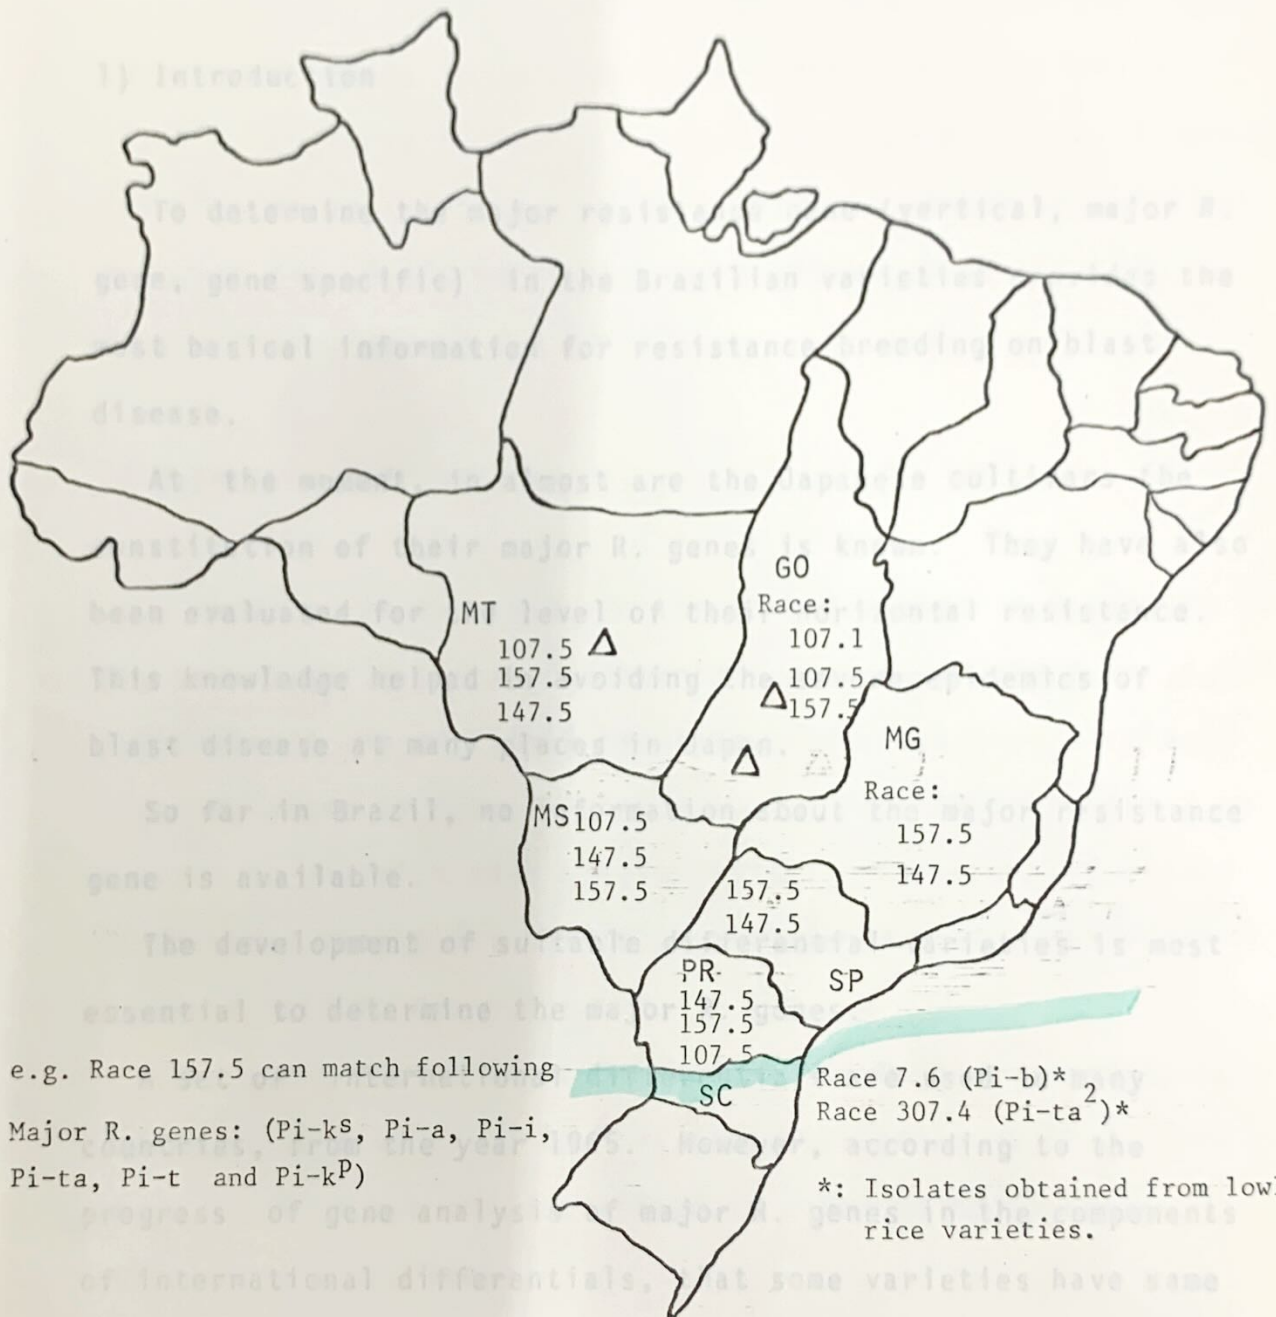 GO
Race:
107.1
107.5
157.5
MT
107.5
157.5
147.5
MG
Race:
157.5
147.5
MS 107.5
147.5
157.5
157.5
147.5
SP
PR
147.5
157.5
107.5
SC
e.g. Race 157.5 can match following
Major R. genes: (Pi-kˢ, Pi-a, Pi-i,
Pi-ta, Pi-t and Pi-kᵖ)
Race 7.6 (Pi-b)*
Race 307.4 (Pi-ta²)*
*: Isolates obtained from
rice varieties.
1) Introduction
To determine the major resistance gene (vertical, major R.
gene, gene specific) in the Brazilian varieties provides the
most basical information for resistance breeding on blast
disease.
At the moment, in almost are the Japanese cultivars the
constitution of their major R. genes is known. They have also
been evaluated for the level of their horizontal resistance.
This knowledge helped avoiding the severe epidemics of
blast disease at many places in Japan.
So far in Brazil, no information about the major resistance
gene is available.
The development of suitable differential varieties is most
essential to determine the major R. genes.
A set of international many
countries, from the year However, according to the
progress of gene analysis of major R. genes in the components
of international differentials, that some varieties have same